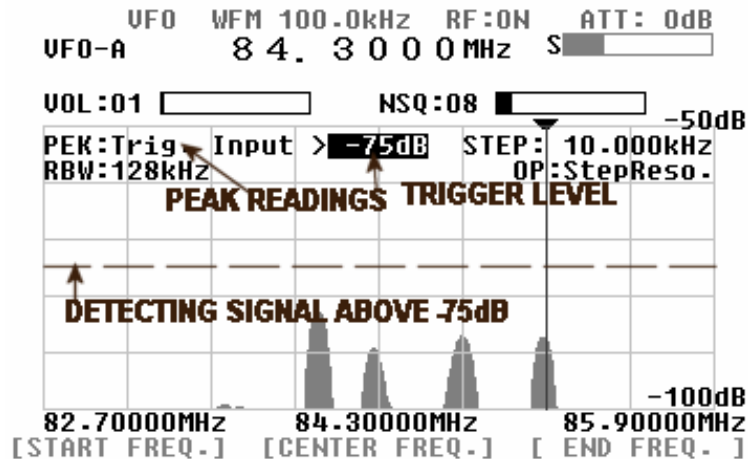 VFO WFM 100.0kHz RF:ON ATT: 0dB
VFO-A 84.3000MHz S
VOL:01 NSQ:08
-50dB
PEK:Trig. Input > -75dB STEP: 10.000kHz
RBW:128kHz OP:StepReso.
PEAK READINGS TRIGGER LEVEL
DETECTING SIGNAL ABOVE -75dB
-100dB
82.70000MHz 84.30000MHz 85.90000MHz
[START FREQ.] [CENTER FREQ.] [ END FREQ. ]